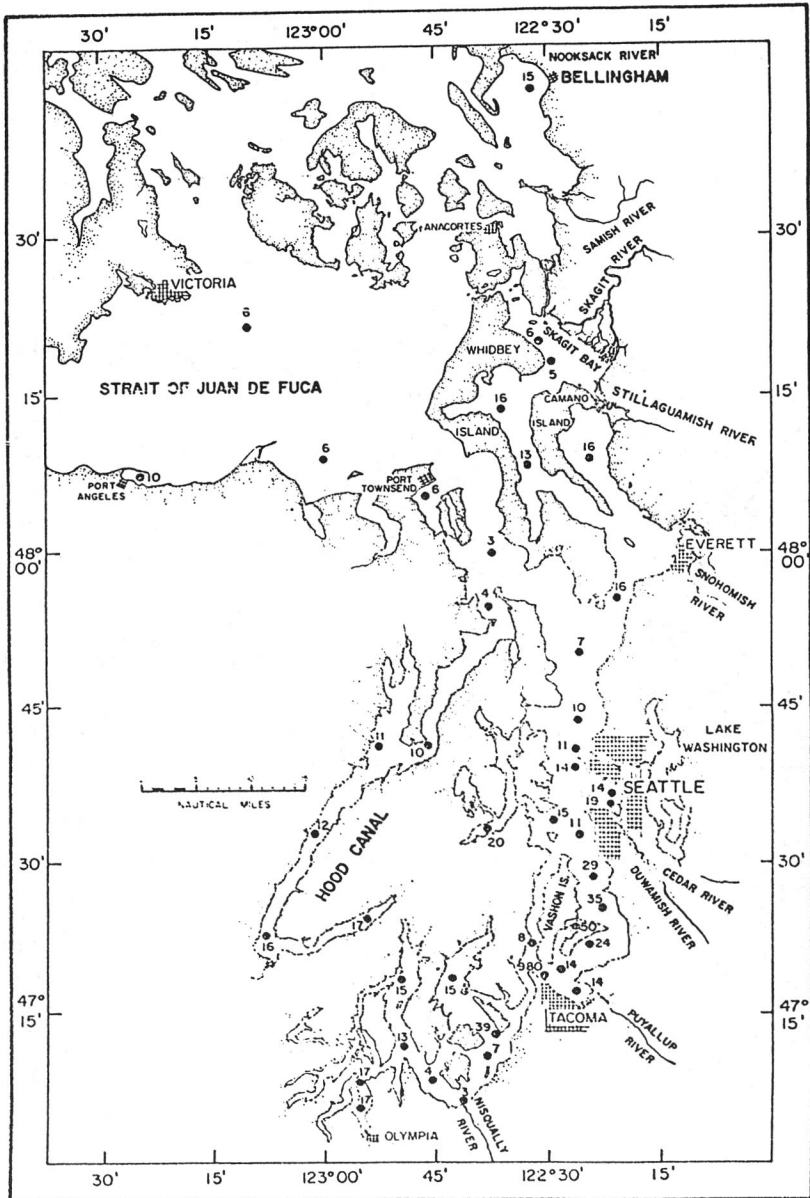 30' 15' 123°00' 45' 122°30' 15'
NOOKSACK RIVER
15
BELLINGHAM
30'
30'
ANACORTES
SAMISH RIVER
SKAGIT RIVER
VICTORIA
6
6
SKAGIT BAY
WHIDBEY
5
STRAIT OF JUAN DE FUCA
15'
15'
16
CAMANO
ISLAND
ISLAND
STILLAGUAMISH RIVER
6
13
16
10
PORT
ANGELES
PORT
TOWNSEND
6
3
EVERETT
48°
00'
48°
00'
SNOHOMISH
RIVER
4
16
7
45'
45'
10
LAKE
WASHINGTON
11
10
11
14
NAUTICAL MILES
14
SEATTLE
19
12
15
11
20
30'
30'
HOOD CANAL
29
CEDAR RIVER
DUWAMISH RIVER
VASHON IS.
35
17
50
16
8
24
980
14
15
15
14
47°
15'
47°
15'
TACOMA
PUYALLUP
RIVER
39
13
7
17
4
3
17
NISQUALLY
RIVER
OLYMPIA
30' 15' 123°00' 45' 122°30' 15'